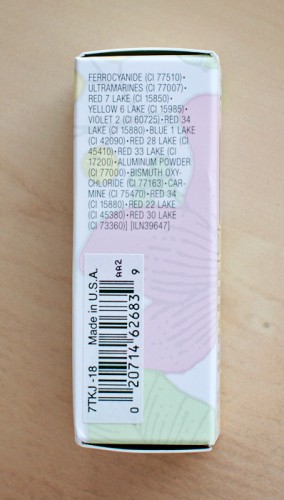 FERROCYANIDE (CI 77510)•
ULTRAMARINES (CI 77007)•
RED 7 LAKE (CI 15850)•
YELLOW 6 LAKE (CI 15985)•
VIOLET 2 (CI 60725)•RED 34
LAKE (CI 15880)•BLUE 1 LAKE
(CI 42090)•RED 28 LAKE (CI
45410)•RED 33 LAKE (CI
17200)•ALUMINUM POWDER
(CI 77000)•BISMUTH OXY-
CHLORIDE (CI 77163)•CAR-
MINE (CI 75470)•RED 34
(CI 15880)•RED 22 LAKE
(CI 45380)•RED 30 LAKE
(CI 73360)] [ILN39647]
7TKJ-18 Made in U.S.A.
AA2
0 20714 62683 9